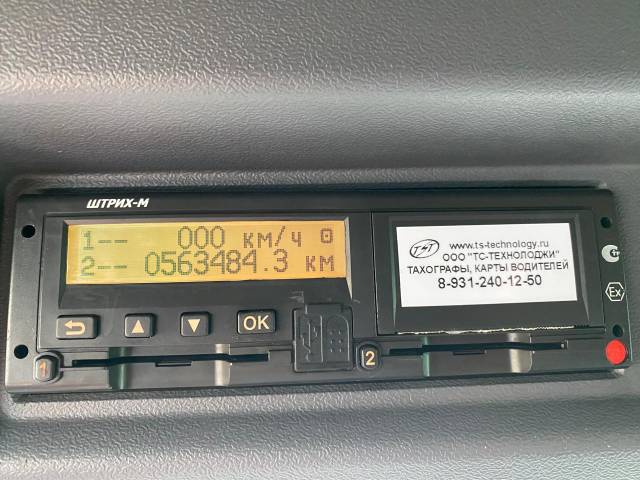 ШТРИХ-М
1-- 000 км/ч
2-- 0563484.3 км
OK
1
2
TST
www.ts-technology.ru
ООО "ТС-ТЕХНОЛОДЖИ"
ТАХОГРАФЫ, КАРТЫ ВОДИТЕЛЕЙ
8-931-240-12-50
Ex